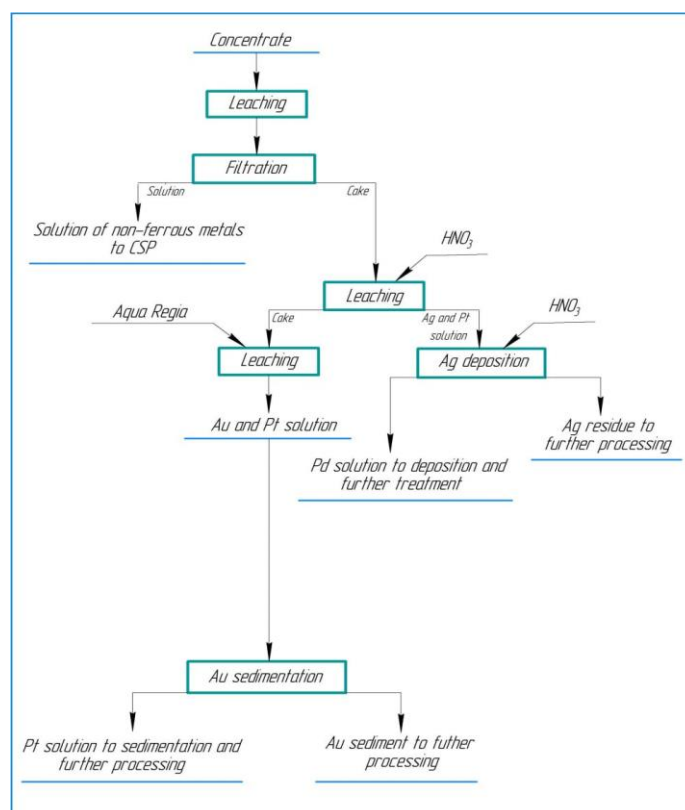 Concentrate
Leaching
Filtration
Solution
Cake
Solution of non-ferrous metals
to CSP
HNO₃
Leaching
Aqua Regia
Cake
Ag and Pt
solution
HNO₃
Leaching
Ag deposition
Au and Pt solution
Ag residue to
further processing
Pd solution to deposition and
further treatment
Au sedimentation
Pt solution to sedimentation and
further processing
Au sediment to futher
processing